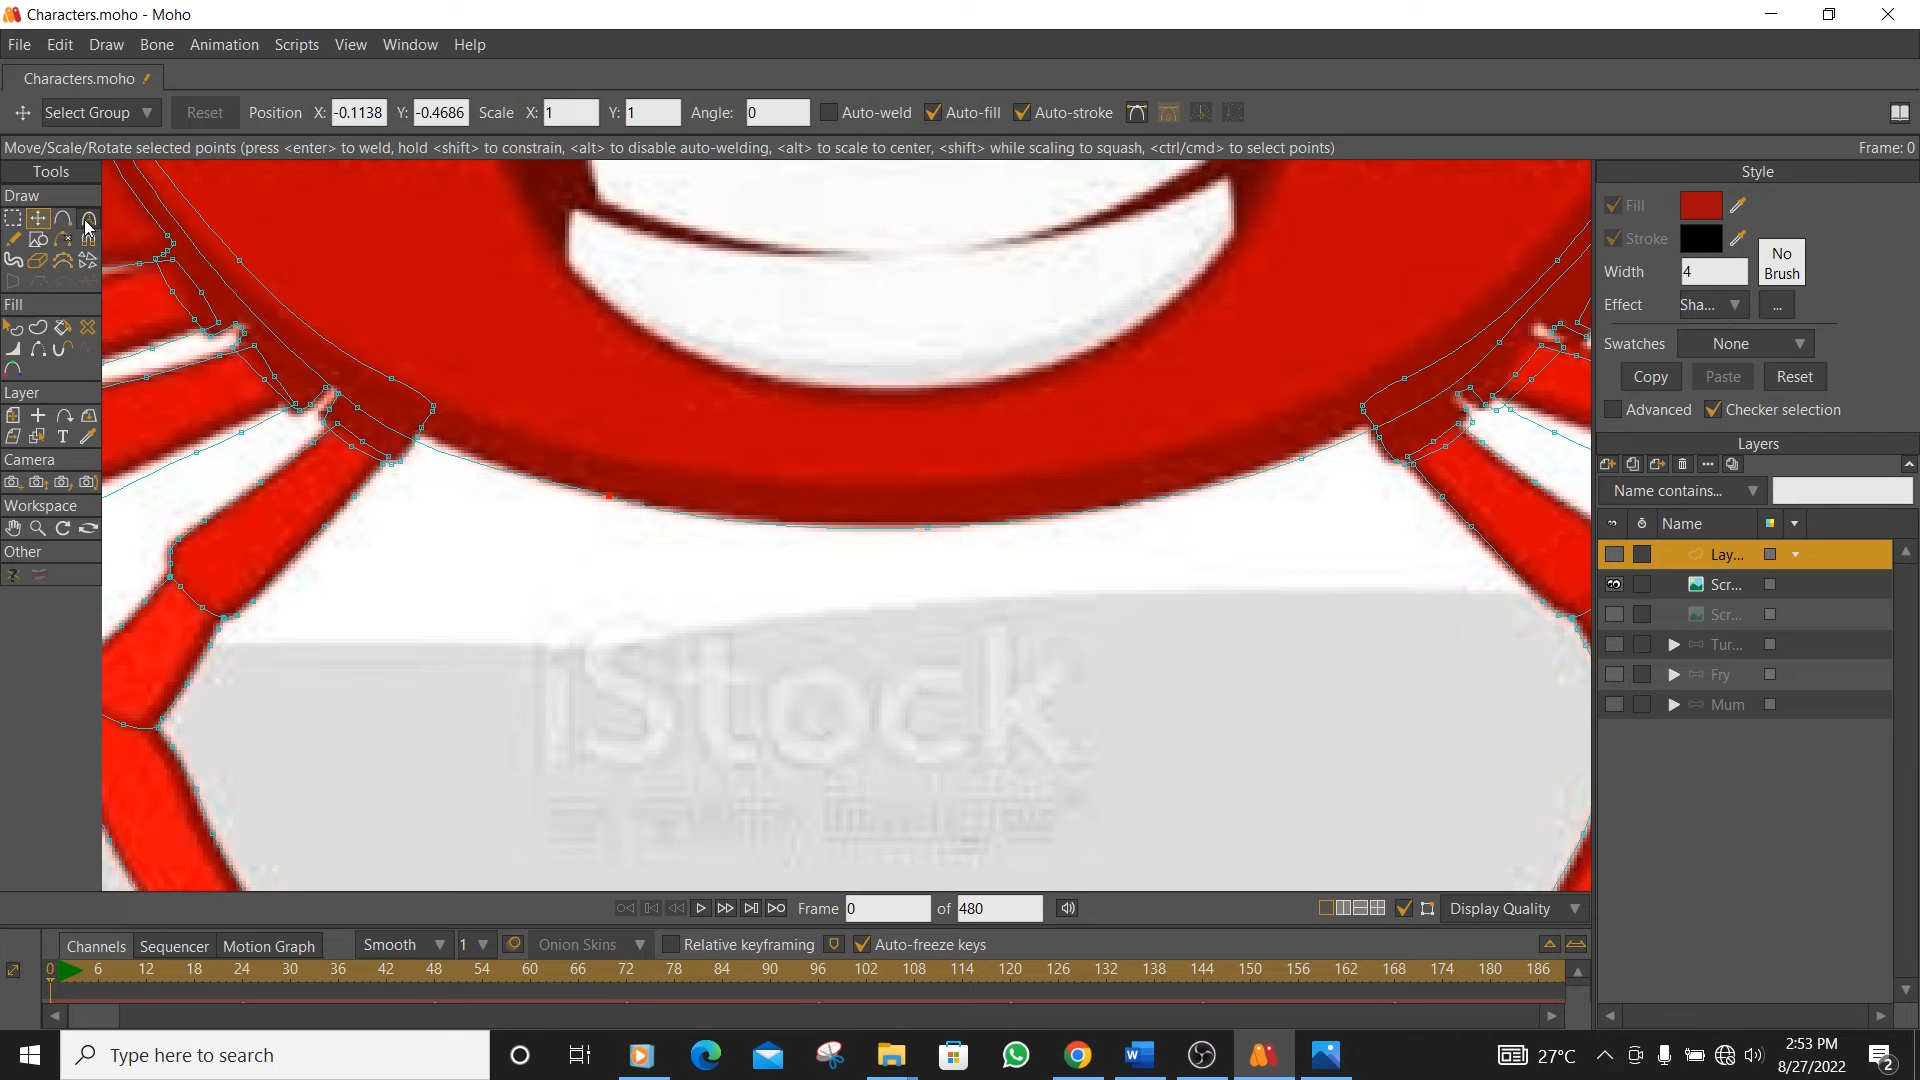 Characters.moho - Moho
File Edit Draw Bone Animation Scripts View Window Help
Characters.moho
Select Group Reset Position X: -0.1138 Y: -0.4686 Scale X: 1 Y: 1 Angle: 0 Auto-weld Auto-fill Auto-stroke
Move/Scale/Rotate selected points (press <enter> to weld, hold <shift> to constrain, <alt> to disable auto-welding, <alt> to scale to center, <shift> while scaling to squash, <ctrl/cmd> to select points) Frame: 0
Tools
Draw
Fill
Layer
Camera
Workspace
Other
iStock
Style
Fill
Stroke
No Brush
Width 4
Effect Sha... ...
Swatches None
Copy Paste Reset
Advanced Checker selection
Layers
Name contains...
Name
Lay...
Scr...
Scr...
Tur...
Fry
Mum
Frame 0 of 480 Display Quality
Channels Sequencer Motion Graph Smooth 1 Onion Skins Relative keyframing Auto-freeze keys
0 6 12 18 24 30 36 42 48 54 60 66 72 78 84 90 96 102 108 114 120 126 132 138 144 150 156 162 168 174 180 186
Type here to search
27°C
2:53 PM
8/27/2022
2